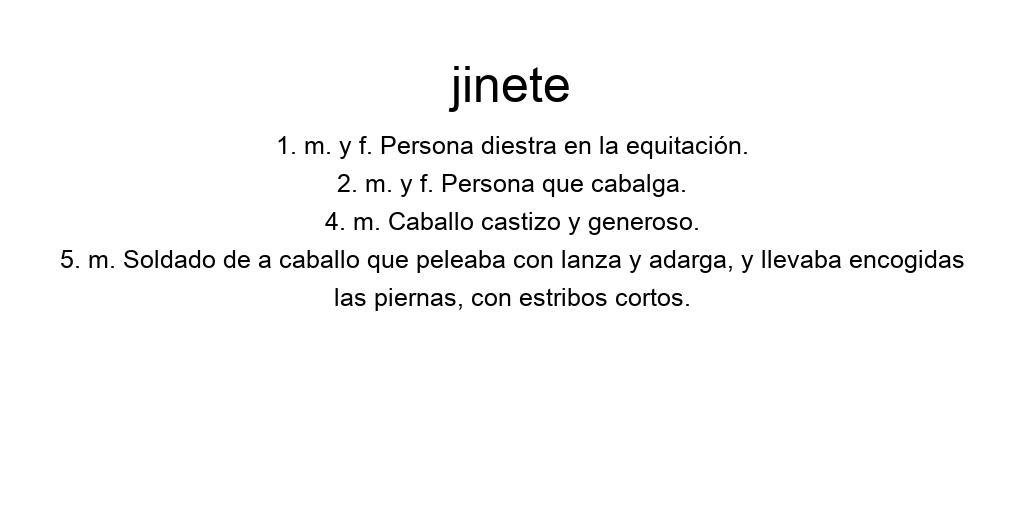 jinete
1. m. y f. Persona diestra en la equitación.
2. m. y f. Persona que cabalga.
4. m. Caballo castizo y generoso.
5. m. Soldado de a caballo que peleaba con lanza y adarga, y llevaba encogidas
las piernas, con estribos cortos.